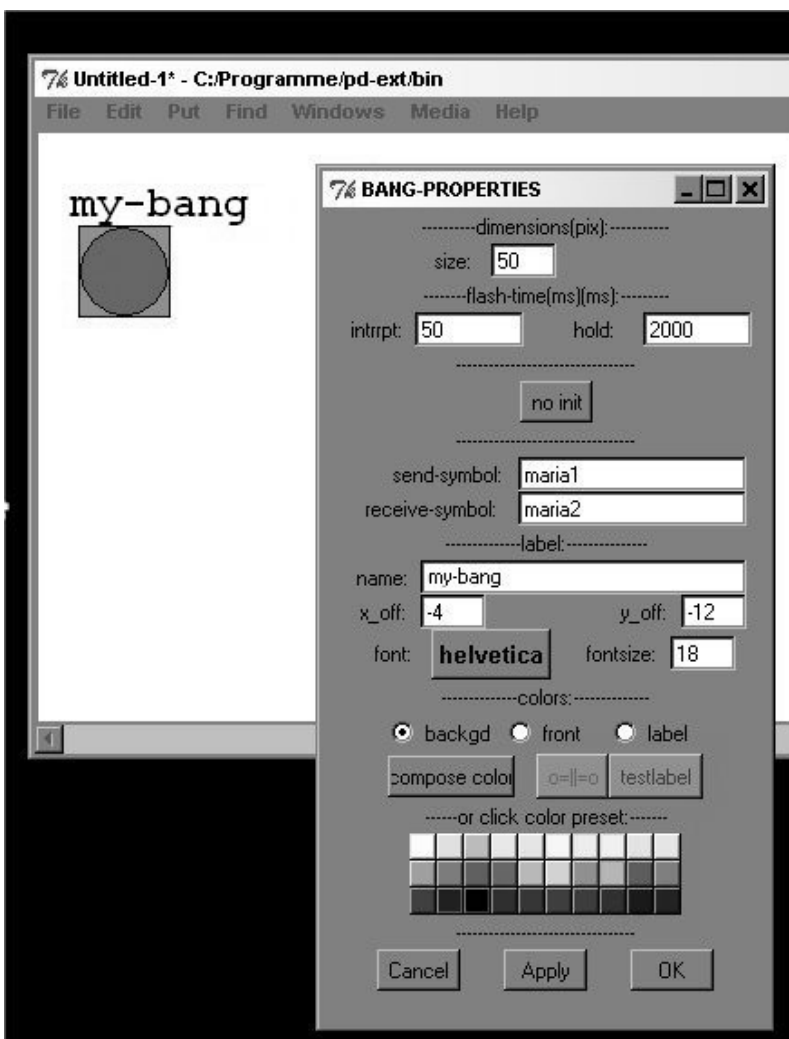 Untitled-1* - C:/Programme/pd-ext/bin
File Edit Put Find Windows Media Help
my-bang
BANG-PROPERTIES
----------dimensions(pix):-----------
size: 50
--------flash-time(ms)(ms):---------
intrrpt: 50 hold: 2000
no init
send-symbol: maria1
receive-symbol: maria2
--------------label:---------------
name: my-bang
x_off: -4 y_off: -12
font: helvetica fontsize: 18
--------------colors:--------------
backgd front label
compose color o=||=o testlabel
------or click color preset:-------
Cancel Apply OK